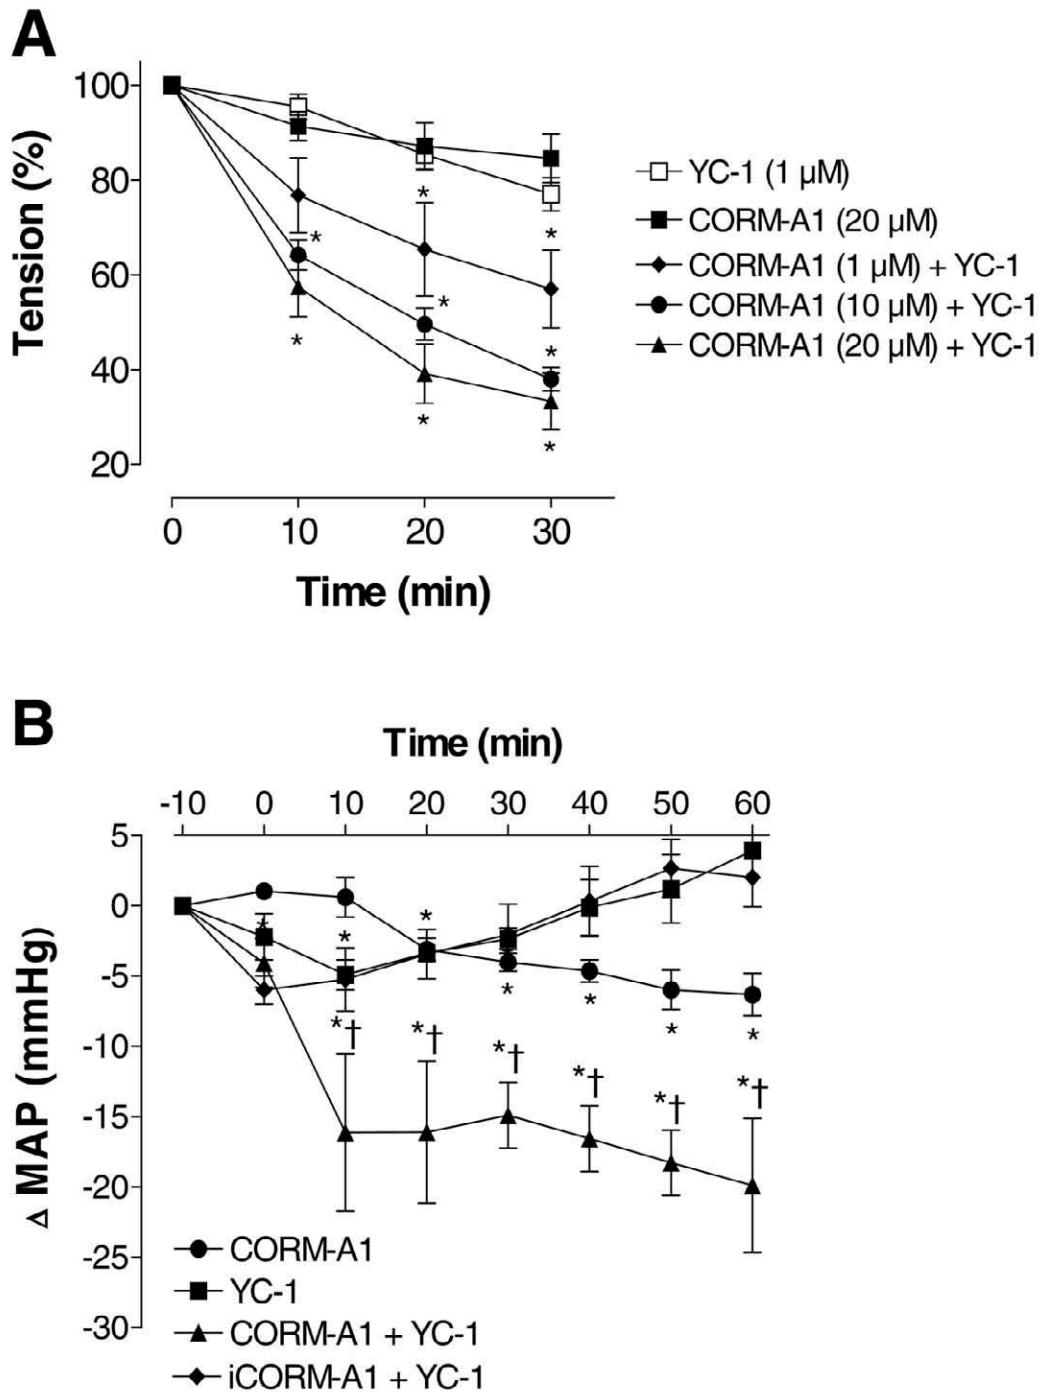 A
Tension (%)
100
80
60
40
20
* * * * * * * *
0 10 20 30
Time (min)
YC-1 (1 µM)
CORM-A1 (20 µM)
CORM-A1 (1 µM) + YC-1
CORM-A1 (10 µM) + YC-1
CORM-A1 (20 µM) + YC-1
B
Time (min)
-10 0 10 20 30 40 50 60
Δ MAP (mmHg)
5
0
-5
-10
-15
-20
-25
-30
* * * * * * * *
*† *† *† *† *† *†
CORM-A1
YC-1
CORM-A1 + YC-1
iCORM-A1 + YC-1